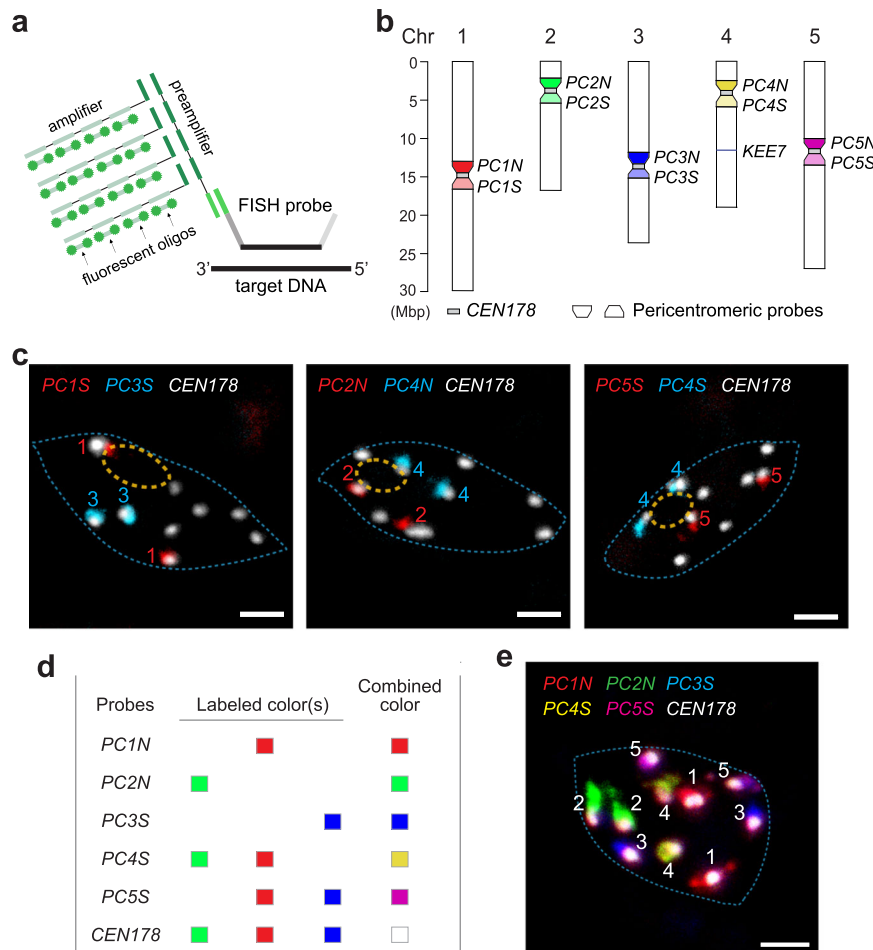 a
amplifier
preamplifier
fluorescent oligos
FISH probe
3’
5’
target DNA
b
Chr 1 2 3 4 5
0
5
10
15
20
25
30
(Mbp)
PC1N
PC1S
PC2N
PC2S
PC3N
PC3S
PC4N
PC4S
KEE7
PC5N
PC5S
CEN178
Pericentromeric probes
c
PC1S PC3S CEN178
1
3 3
1
PC2N PC4N CEN178
2
4
4
2
PC5S PC4S CEN178
4
5
4
5
d
Probes Labeled color(s) Combined
color
PC1N
PC2N
PC3S
PC4S
PC5S
CEN178
e
PC1N PC2N PC3S
PC4S PC5S CEN178
5
1 5
2 2 4 3
3
4 1